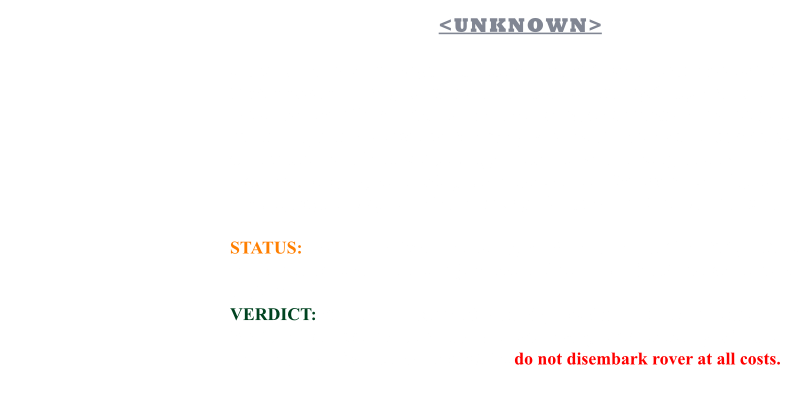 <UNKNOWN>
STATUS:
VERDICT:
do not disembark rover at all costs.